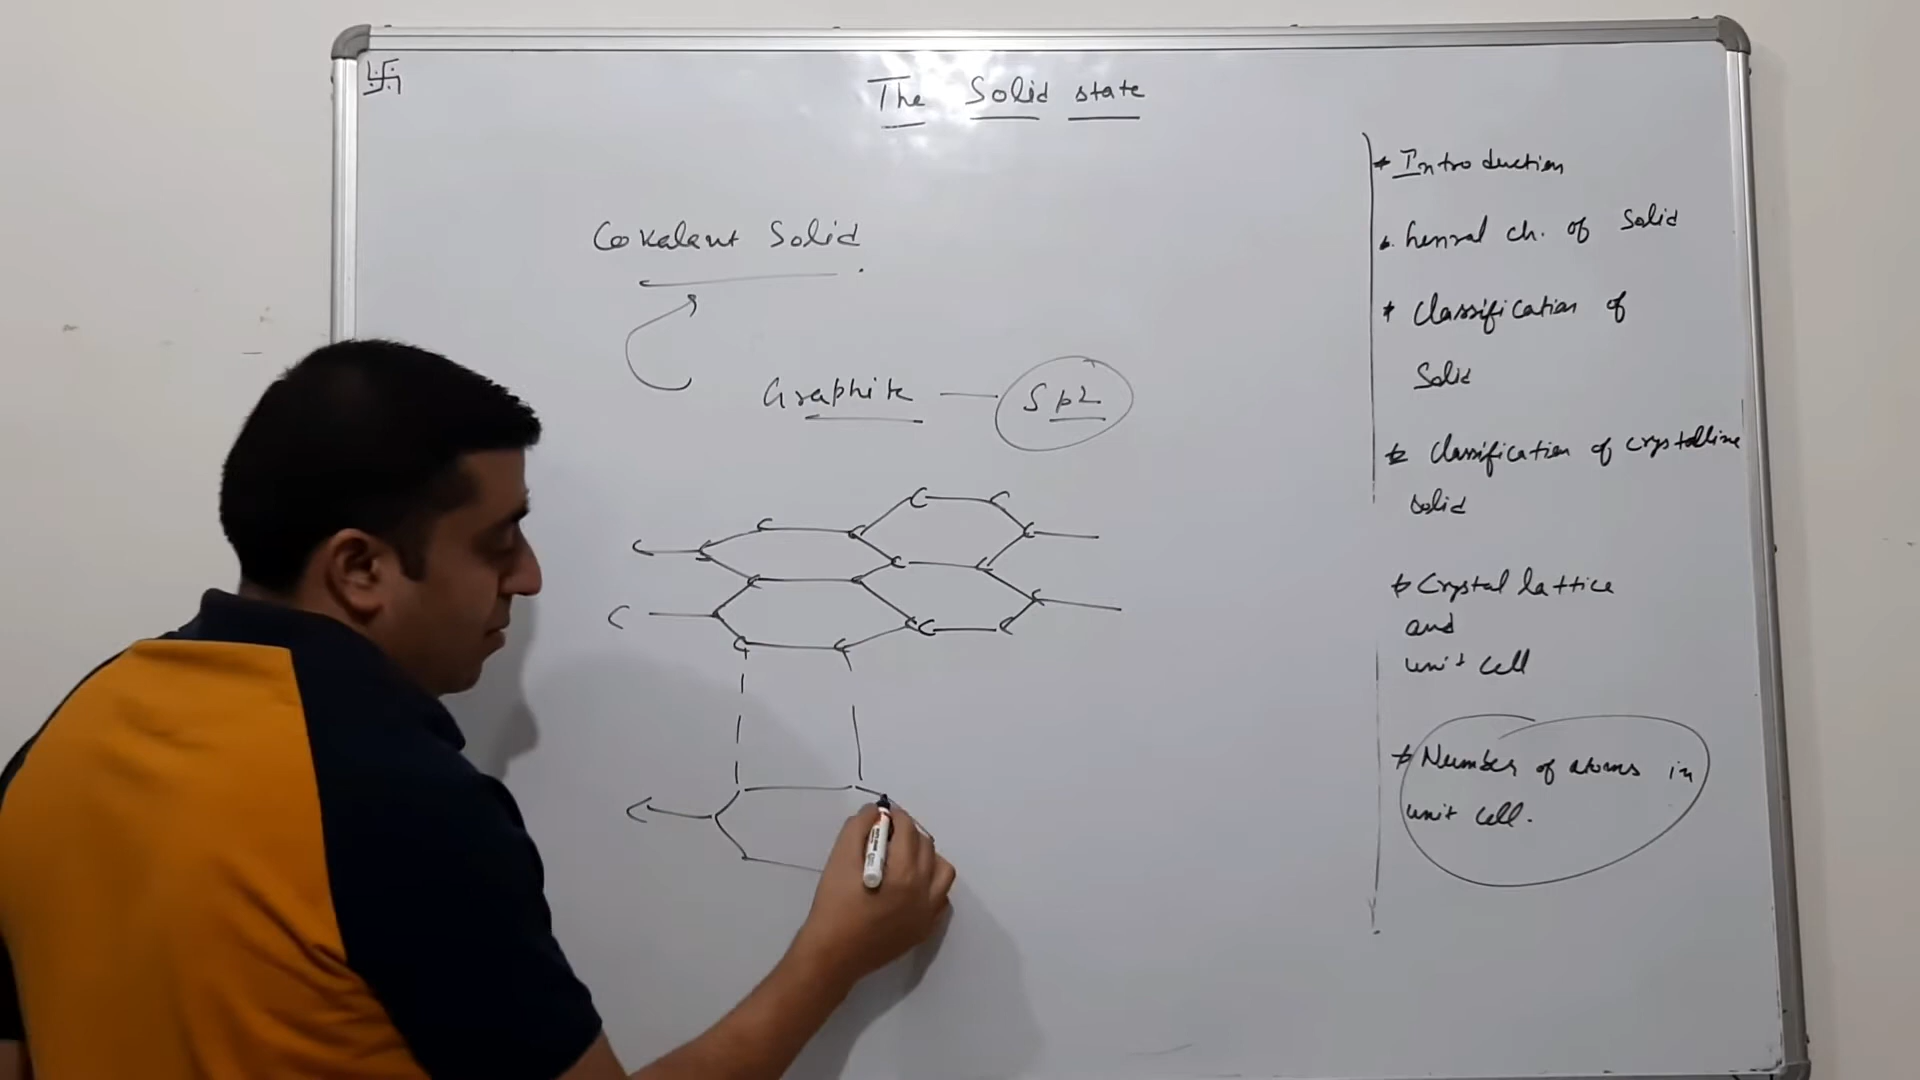 The Solid state
Covalent Solid
Graphite — Sp2
C C
C C C
C C
C C C C
C C C
C C C
C C
C
* Introduction
Genral ch. of Solid
* Classification of
Solid
* Classification of crystalline
solid
* Crystal lattice
and
unit cell
* Number of atoms in
unit cell.